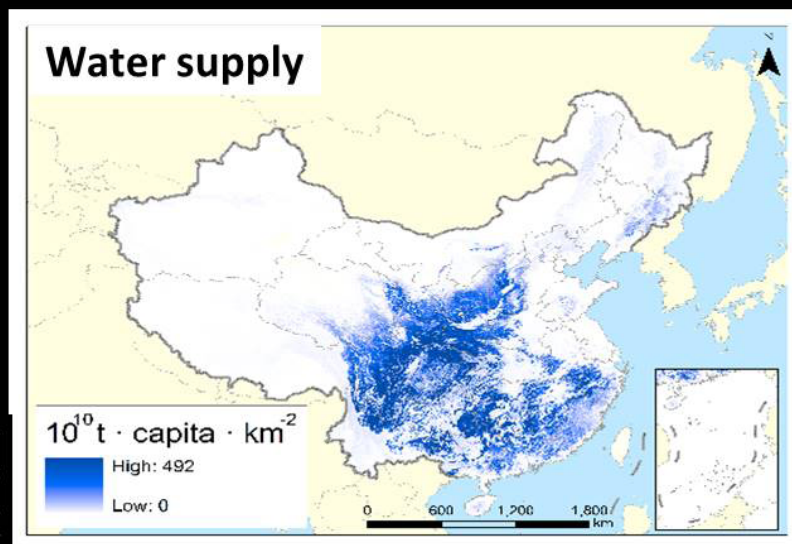 Water supply
10¹⁰t · capita · km⁻²
High: 492
Low: 0
0 600 1,200 1,800
km